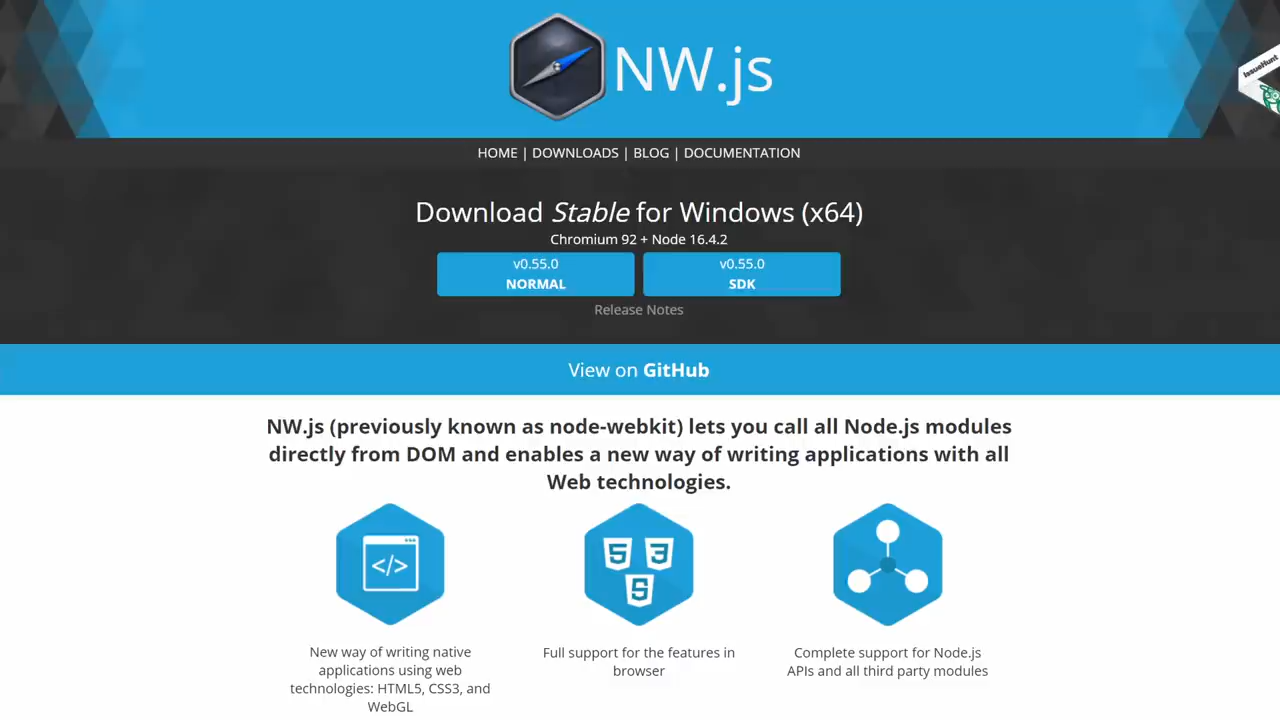 NW.js
IssueHunt
HOME | DOWNLOADS | BLOG | DOCUMENTATION
Download Stable for Windows (x64)
Chromium 92 + Node 16.4.2
v0.55.0
NORMAL
v0.55.0
SDK
Release Notes
View on GitHub
NW.js (previously known as node-webkit) lets you call all Node.js modules
directly from DOM and enables a new way of writing applications with all
Web technologies.
</>
5 3
5
New way of writing native
applications using web
technologies: HTML5, CSS3, and
WebGL
Full support for the features in
browser
Complete support for Node.js
APIs and all third party modules